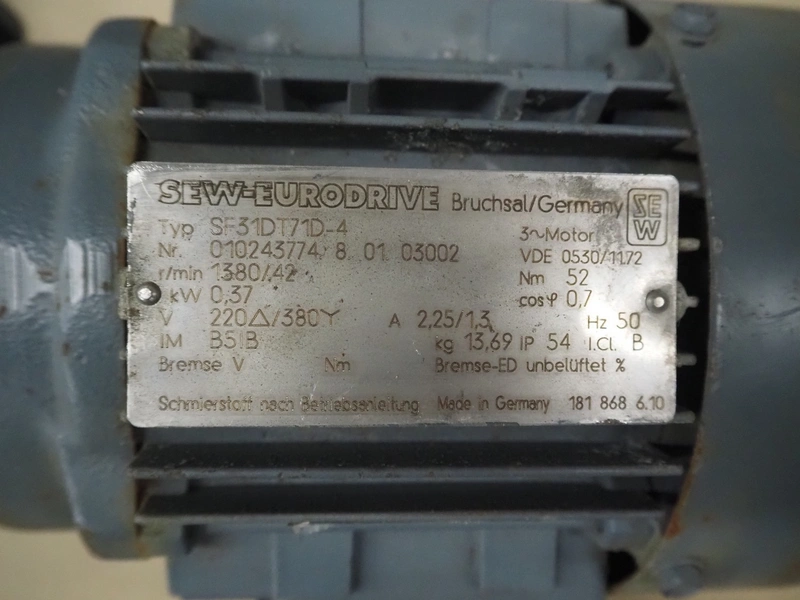 SEW-EURODRIVE Bruchsal/Germany SEW
Typ SF31DT71D-4 3~Motor
Nr. 010243774 8 01 03002 VDE 0530/11.72
r/min 1380/42 Nm 52
kW 0,37 cosφ 0,7
V 220△/380Y A 2,25/1,3 Hz 50
IM B5IB kg 13,69 IP 54 I.Cl. B
Bremse V Nm Bremse-ED unbelüftet %
Schmierstoff nach Betriebsanleitung Made in Germany 181 868 6.10